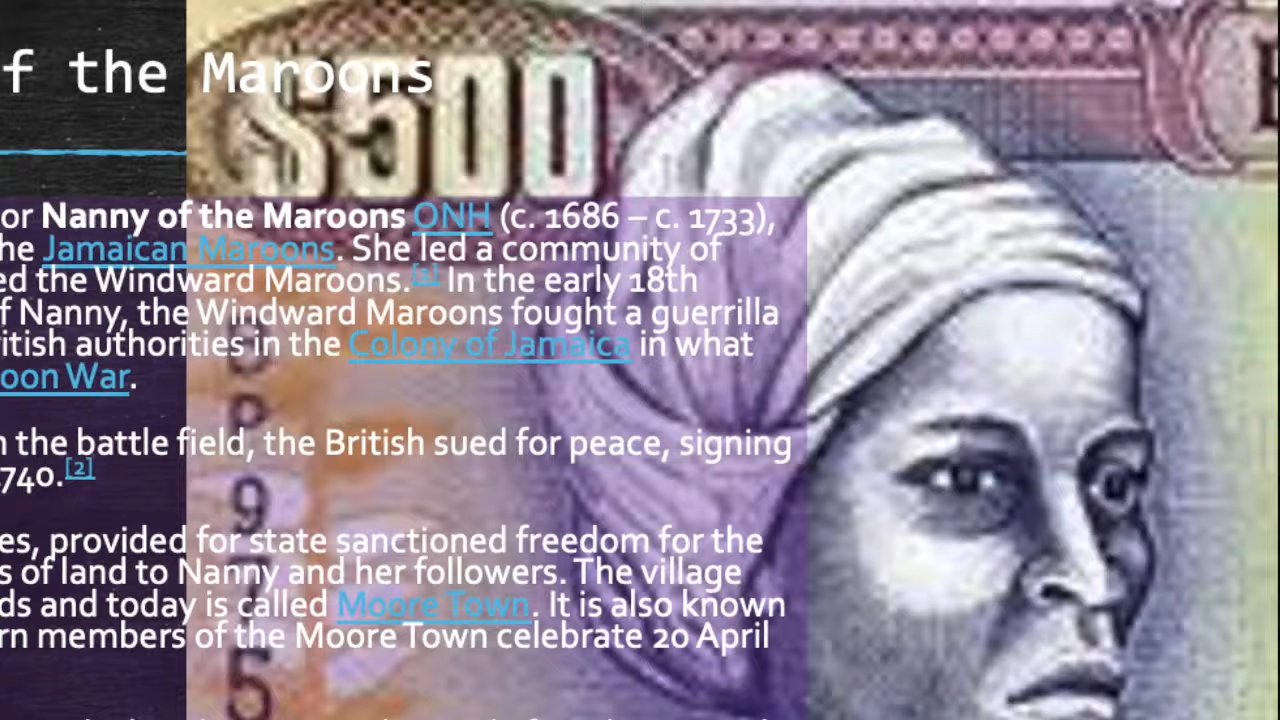 f the Maroons
$500
or Nanny of the Maroons ONH (c. 1686 – c. 1733),
he Jamaican Maroons. She led a community of
ed the Windward Maroons.[1] In the early 18th
f Nanny, the Windward Maroons fought a guerrilla
ritish authorities in the Colony of Jamaica in what
oon War.
n the battle field, the British sued for peace, signing
1740.[2]
es, provided for state sanctioned freedom for the
s of land to Nanny and her followers. The village
ds and today is called Moore Town. It is also known
rn members of the Moore Town celebrate 20 April